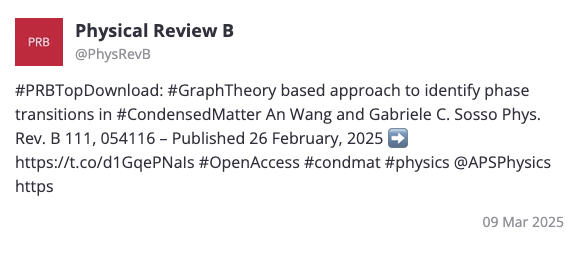 PRB
Physical Review B
@PhysRevB
#PRBTopDownload: #GraphTheory based approach to identify phase
transitions in #CondensedMatter An Wang and Gabriele C. Sosso Phys.
Rev. B 111, 054116 – Published 26 February, 2025 ➡️
https://t.co/d1GqePNaIs #OpenAccess #condmat #physics @APSPhysics
https
09 Mar 2025